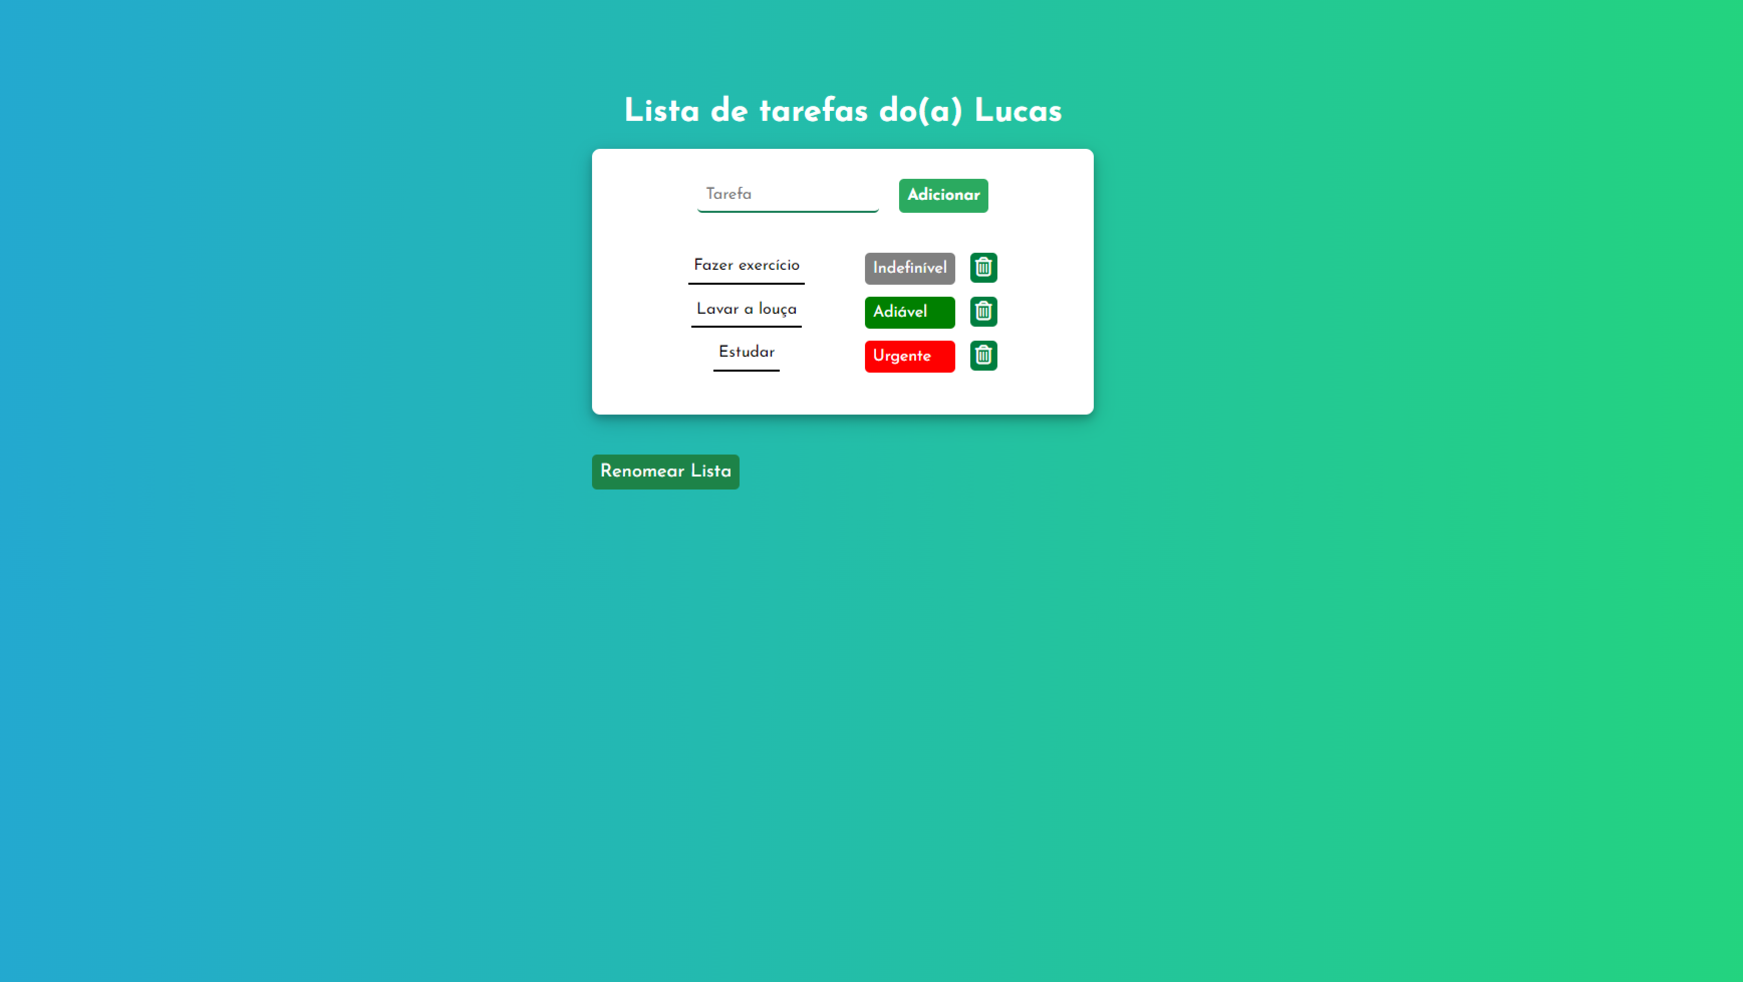 Lista de tarefas do(a) Lucas
Tarefa Adicionar
Fazer exercício Indefinível
Lavar a louça Adiável
Estudar Urgente
Renomear Lista